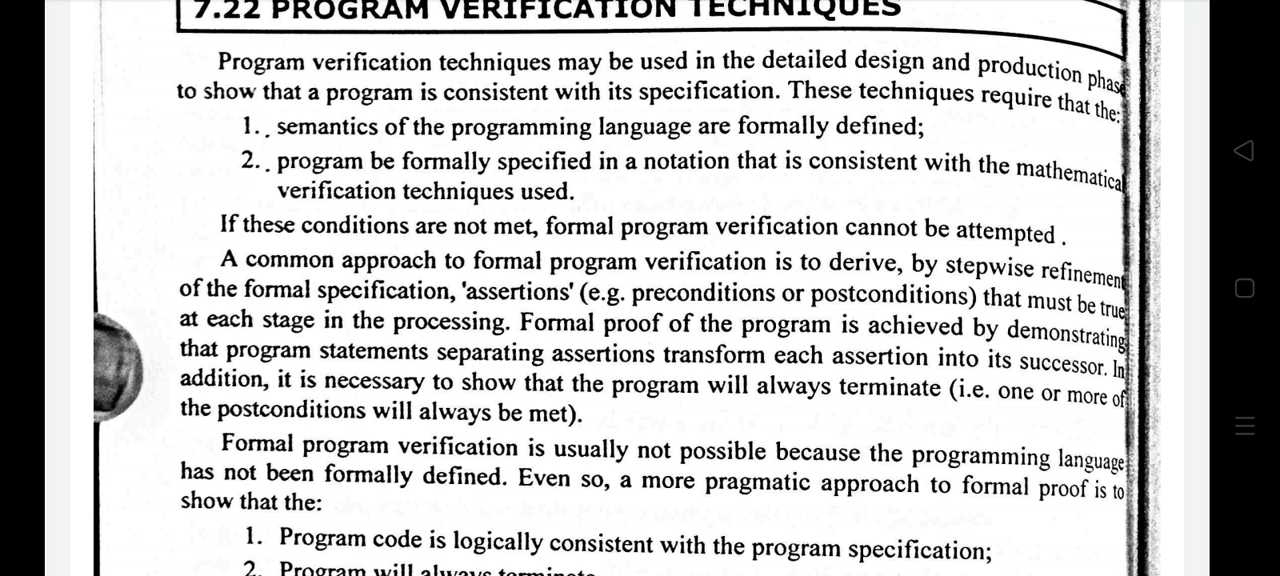 7.22 PROGRAM VERIFICATION TECHNIQUES
Program verification techniques may be used in the detailed design and production phase
to show that a program is consistent with its specification. These techniques require that the:
1. semantics of the programming language are formally defined;
2. program be formally specified in a notation that is consistent with the mathematica
verification techniques used.
If these conditions are not met, formal program verification cannot be attempted .
A common approach to formal program verification is to derive, by stepwise refinement
of the formal specification, 'assertions' (e.g. preconditions or postconditions) that must be true
at each stage in the processing. Formal proof of the program is achieved by demonstrating
that program statements separating assertions transform each assertion into its successor. In
addition, it is necessary to show that the program will always terminate (i.e. one or more of
the postconditions will always be met).
Formal program verification is usually not possible because the programming language
has not been formally defined. Even so, a more pragmatic approach to formal proof is to
show that the:
1. Program code is logically consistent with the program specification;
2. Program will always terminate